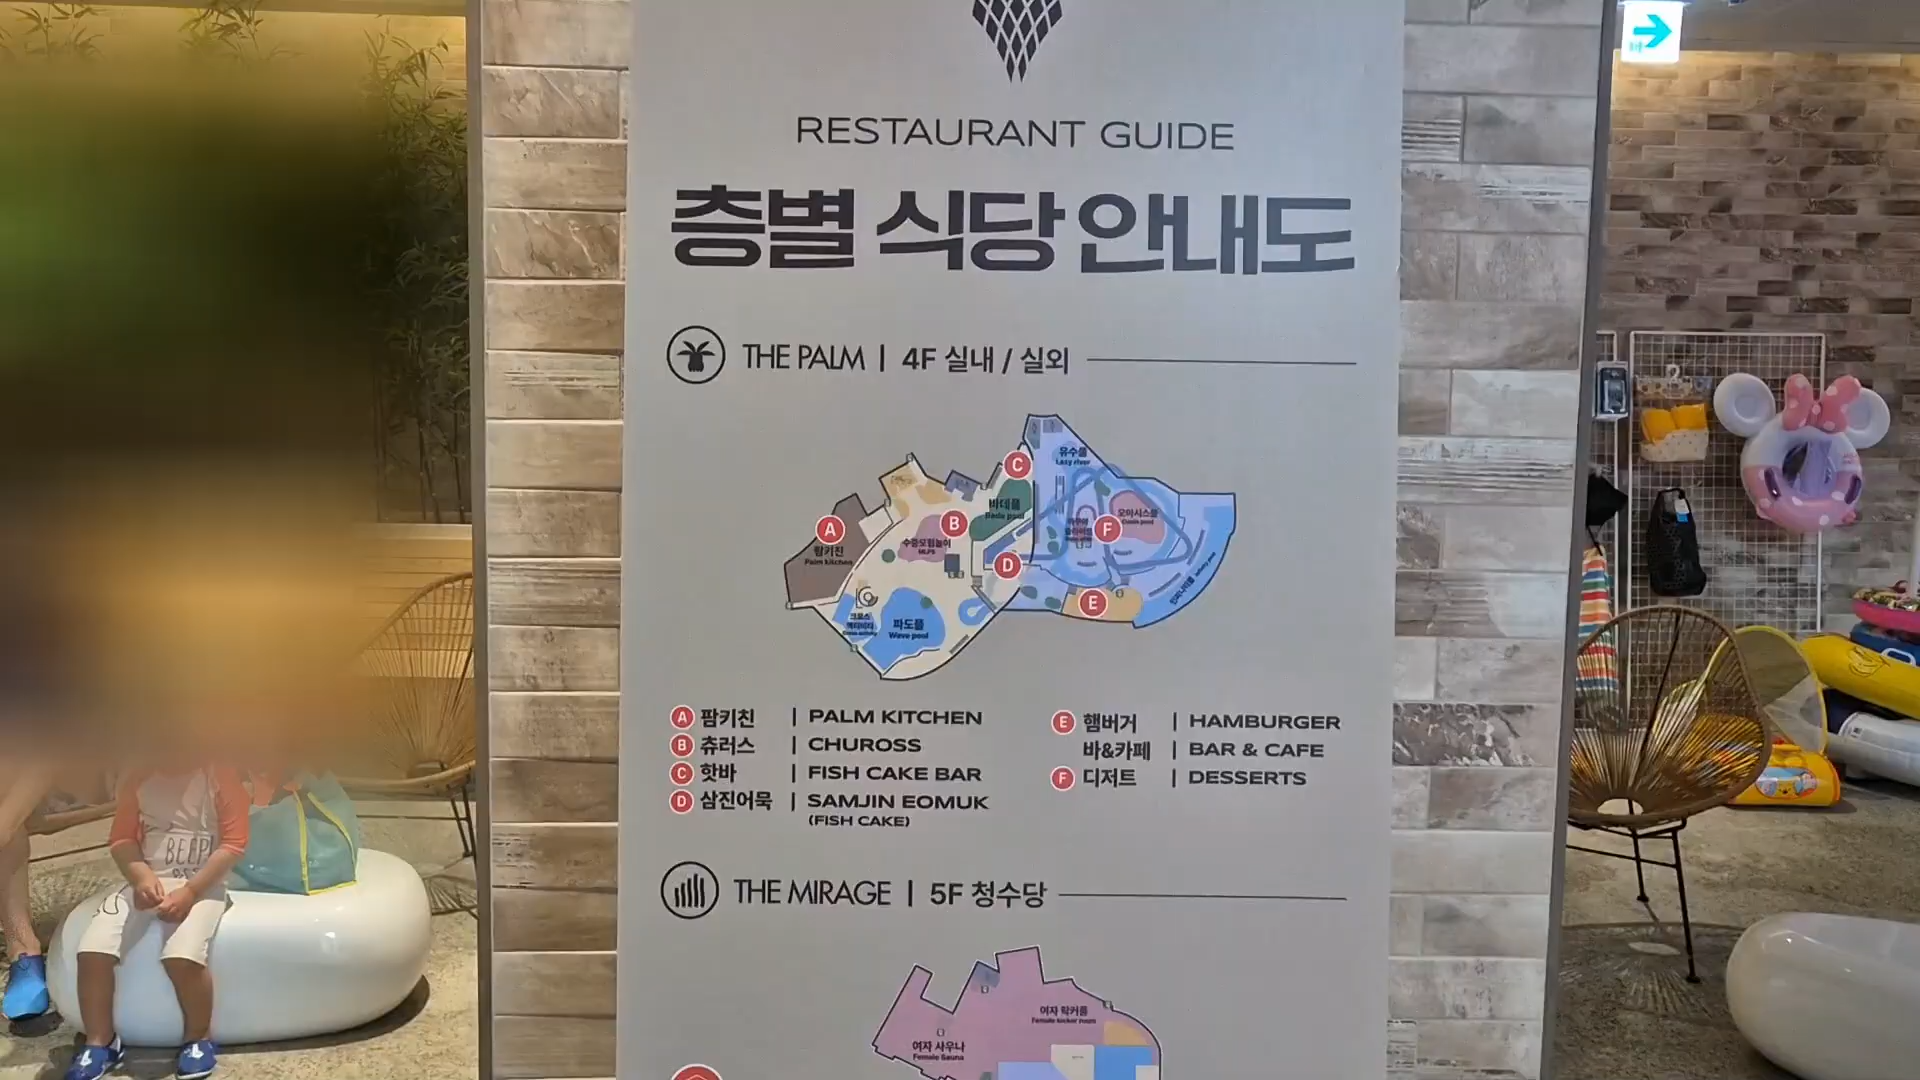 RESTAURANT GUIDE
층별 식당 안내도
THE PALM | 4F 실내 / 실외
유수풀
Lazy river
C
바데풀
Bade pool
A
팜키친
Palm kitchen
B
수중모험놀이
MLPS
오아시스풀
Oasis pool
F
D
E
파도풀
Wave pool
A 팜키친 | PALM KITCHEN
B 츄러스 | CHUROSS
C 핫바 | FISH CAKE BAR
D 삼진어묵 | SAMJIN EOMUK
(FISH CAKE)
E 햄버거 | HAMBURGER
바&카페 | BAR & CAFE
F 디저트 | DESSERTS
THE MIRAGE | 5F 청수당
여자 락커룸
Female locker room
여자 사우나
Female Sauna
BEEP!